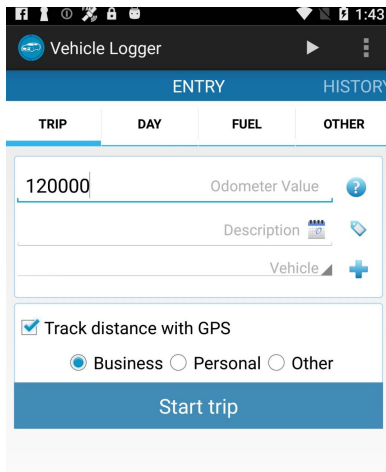 1:43
Vehicle Logger
ENTRY HISTORY
TRIP DAY FUEL OTHER
120000 Odometer Value ?
Description
Vehicle
Track distance with GPS
Business Personal Other
Start trip